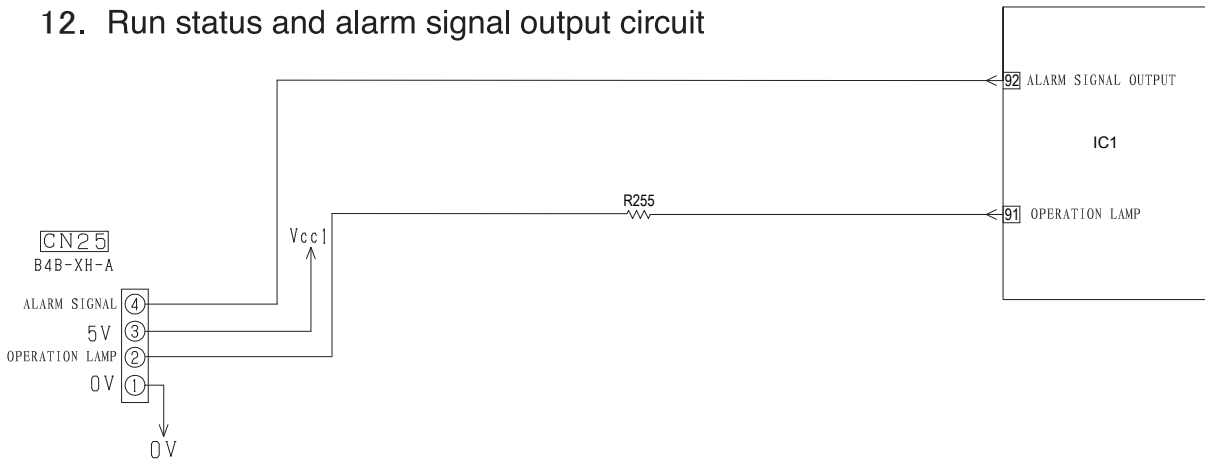 12. Run status and alarm signal output circuit
92 ALARM SIGNAL OUTPUT
IC1
R255
91 OPERATION LAMP
CN25
B4B-XH-A
Vcc1
ALARM SIGNAL 4
5V 3
OPERATION LAMP 2
0V 1
0V